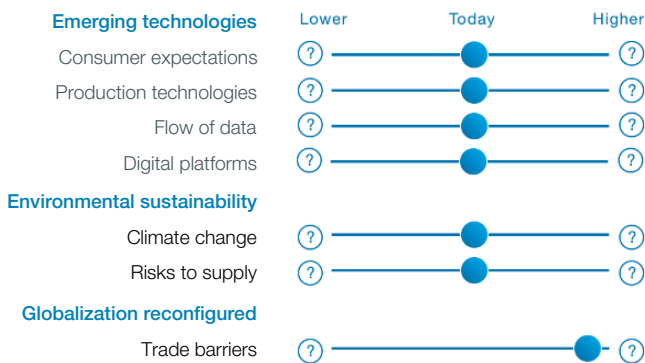 Emerging technologies Lower Today Higher
Consumer expectations ? ?
Production technologies ? ?
Flow of data ? ?
Digital platforms ? ?
Environmental sustainability
Climate change ? ?
Risks to supply ? ?
Globalization reconfigured
Trade barriers ? ?